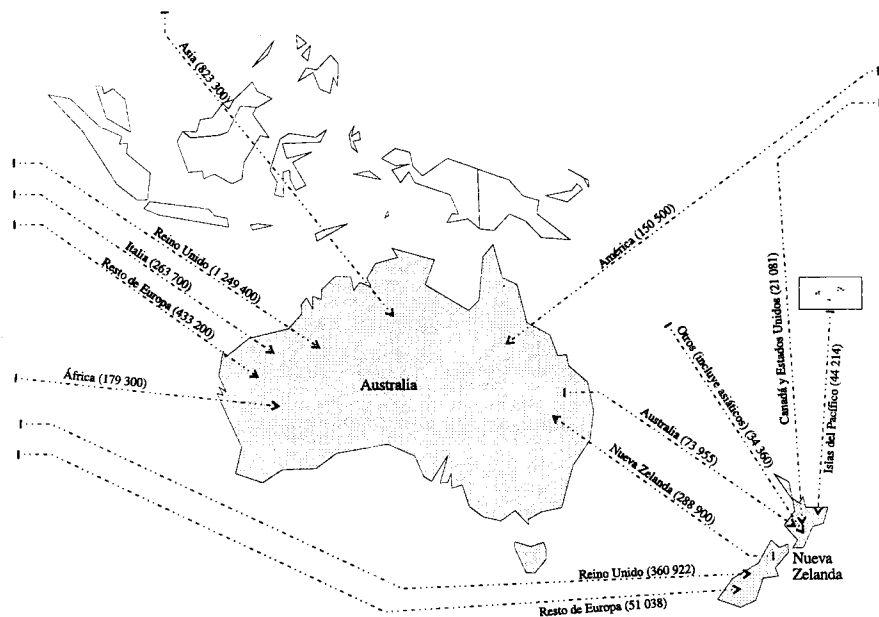 Asia (823 300)
Reino Unido (1 249 400)
Italia (263 700)
Resto de Europa (433 200)
África (179 300)
América (150 500)
Canadá y Estados Unidos (21 081)
Otros (incluye asiáticos) (34 360)
Islas del Pacífico (44 214)
Australia
Australia (73 955)
Nueva Zelanda (288 900)
Nueva
Zelanda
Reino Unido (360 922)
Resto de Europa (51 038)